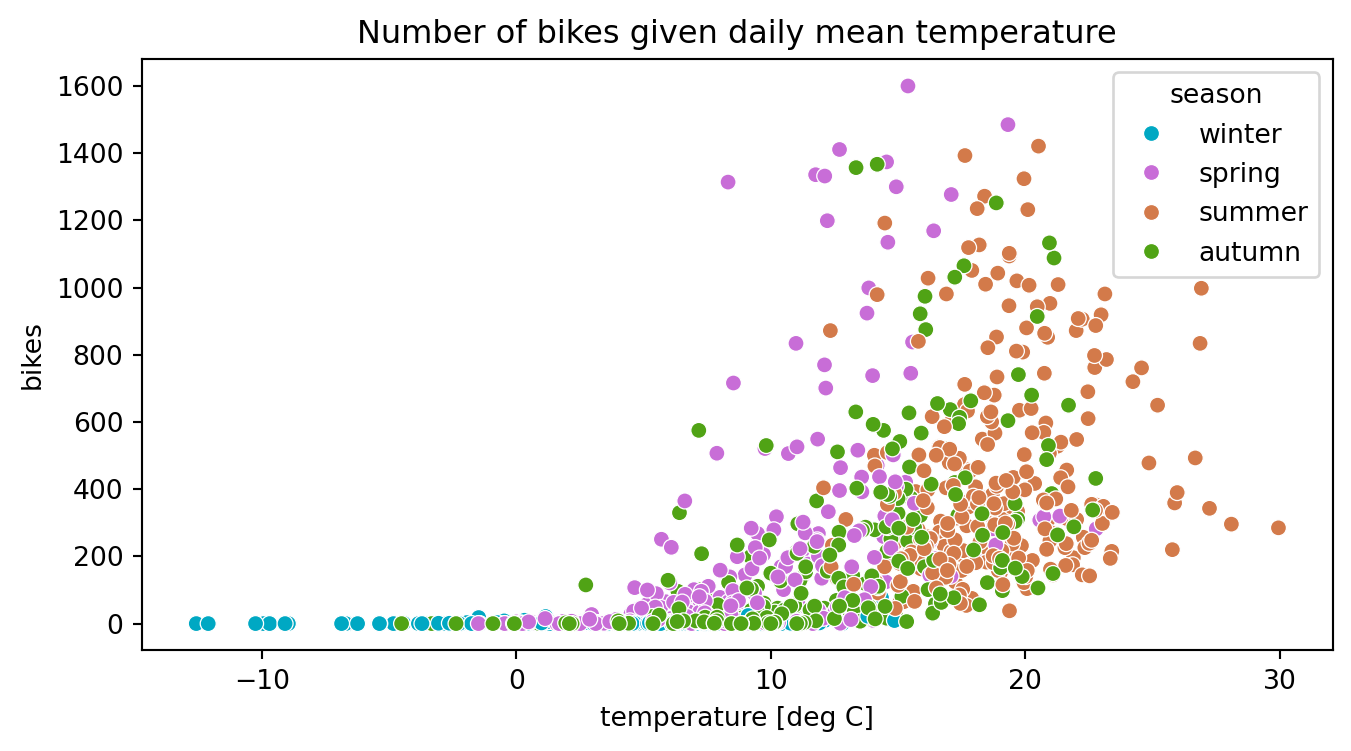 Number of bikes given daily mean temperature
1600
1400
1200
1000
800
600
400
200
0
bikes
season
winter
spring
summer
autumn
−10
0
10
20
30
temperature [deg C]